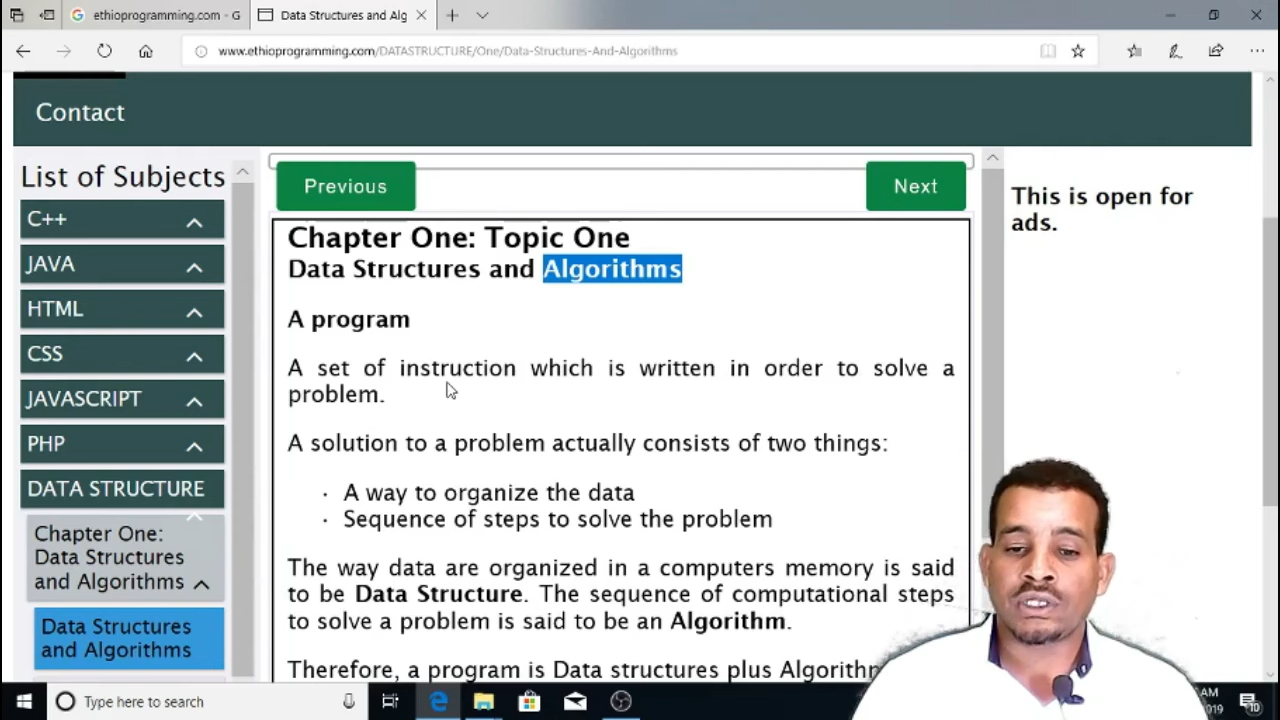 ethioprogramming.com - G
Data Structures and Alg
www.ethioprogramming.com/DATASTRUCTURE/One/Data-Structures-And-Algorithms
Contact
List of Subjects
C++
JAVA
HTML
CSS
JAVASCRIPT
PHP
DATA STRUCTURE
Chapter One:
Data Structures
and Algorithms
Data Structures
and Algorithms
Previous
Next
Chapter One: Topic One
Data Structures and Algorithms
A program
A set of instruction which is written in order to solve a
problem.
A solution to a problem actually consists of two things:
· A way to organize the data
· Sequence of steps to solve the problem
The way data are organized in a computers memory is said
to be Data Structure. The sequence of computational steps
to solve a problem is said to be an Algorithm.
Therefore, a program is Data structures plus Algorithm
This is open for
ads.
Type here to search
AM
2019
10